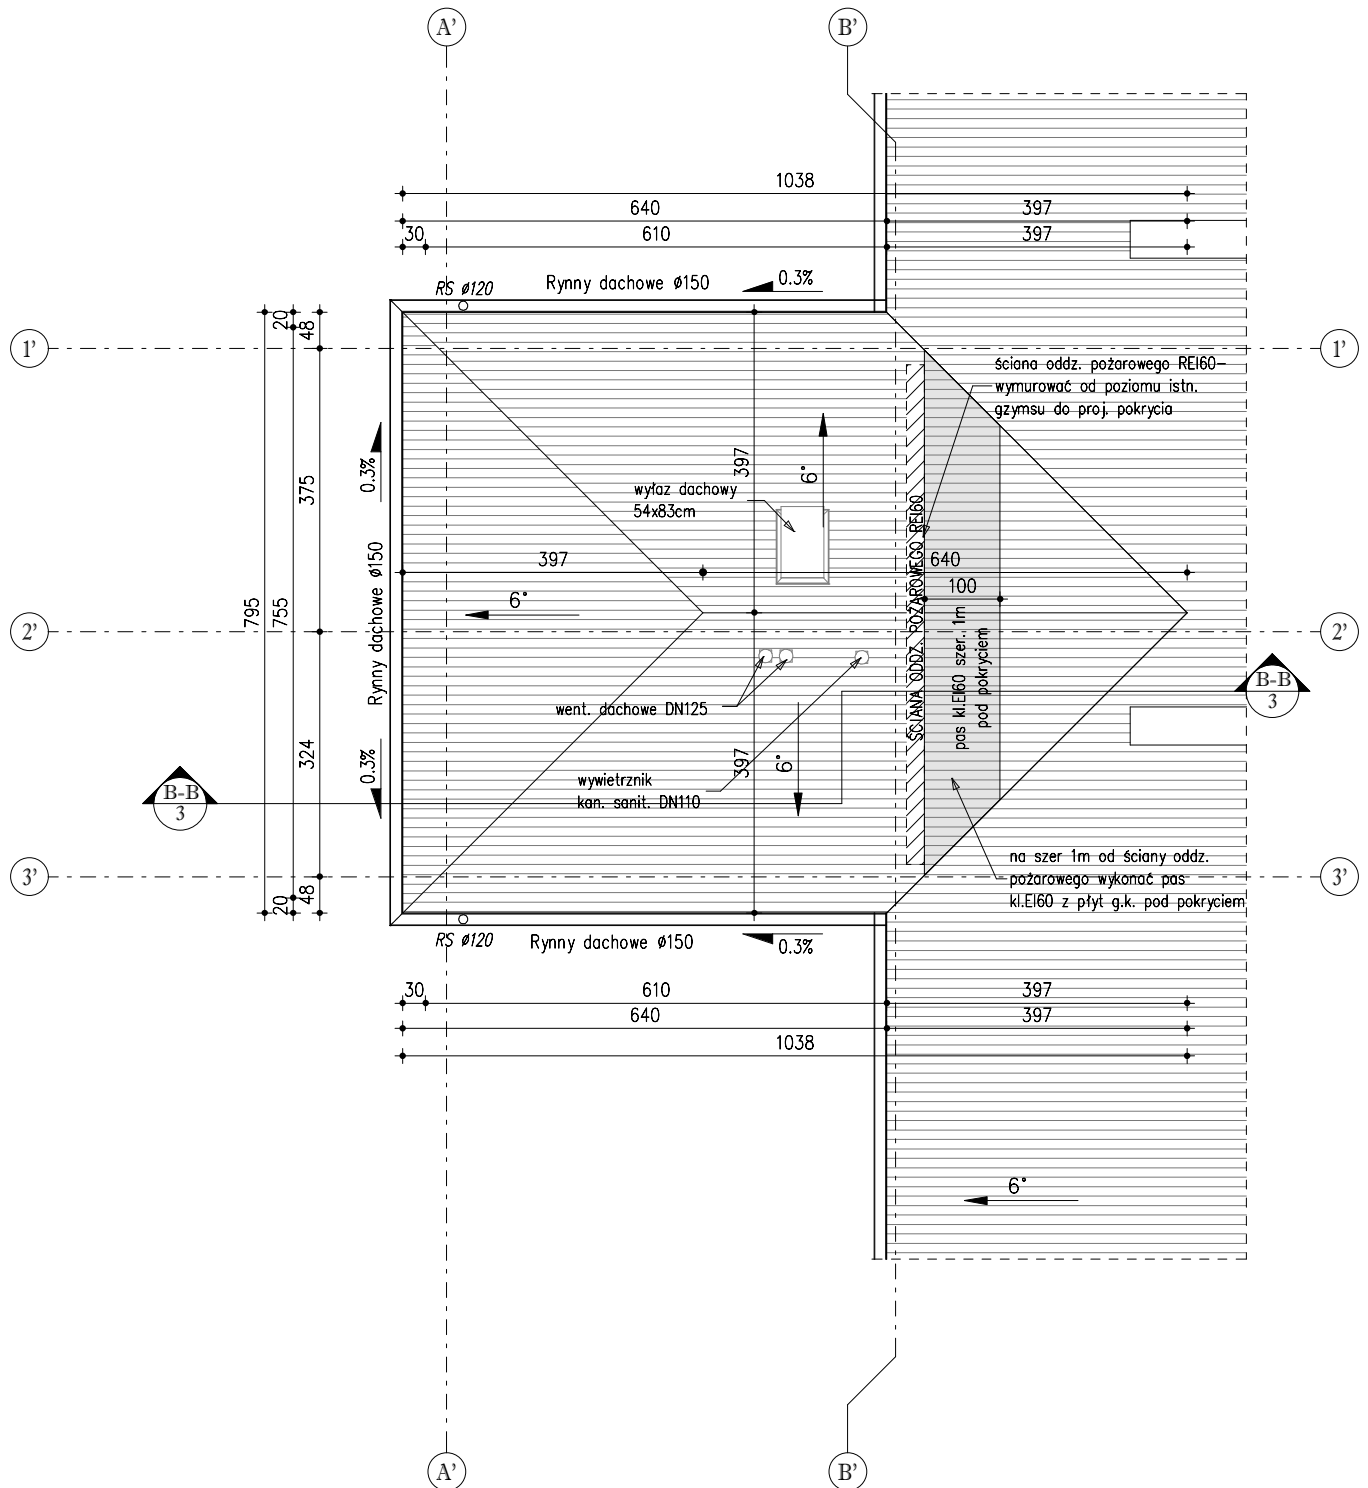 A’
B’
1038
640
397
30
610
397
RS ø120
Rynny dachowe ø150
0.3%
20
48
1’
1’
ściana oddz. pożarowego REI60-
wymurować od poziomu istn.
gzymsu do proj. pokrycia
0.3%
375
397
6°
wyłaz dachowy
54x83cm
ŚCIANA ODDZ. POŻAROWEGO REI60
Rynny dachowe ø150
397
640
100
6°
795
755
2’
2’
pas kl.EI60 szer. 1m
pod pokryciem
B-B
3
went. dachowe DN125
324
0.3%
397
6°
wywietrznik
kan. sanit. DN110
B-B
3
na szer 1m od ściany oddz.
pożarowego wykonać pas
kl.EI60 z płyt g.k. pod pokryciem
3’
3’
48
20
RS ø120
Rynny dachowe ø150
0.3%
30
610
397
640
397
1038
6°
A’
B’